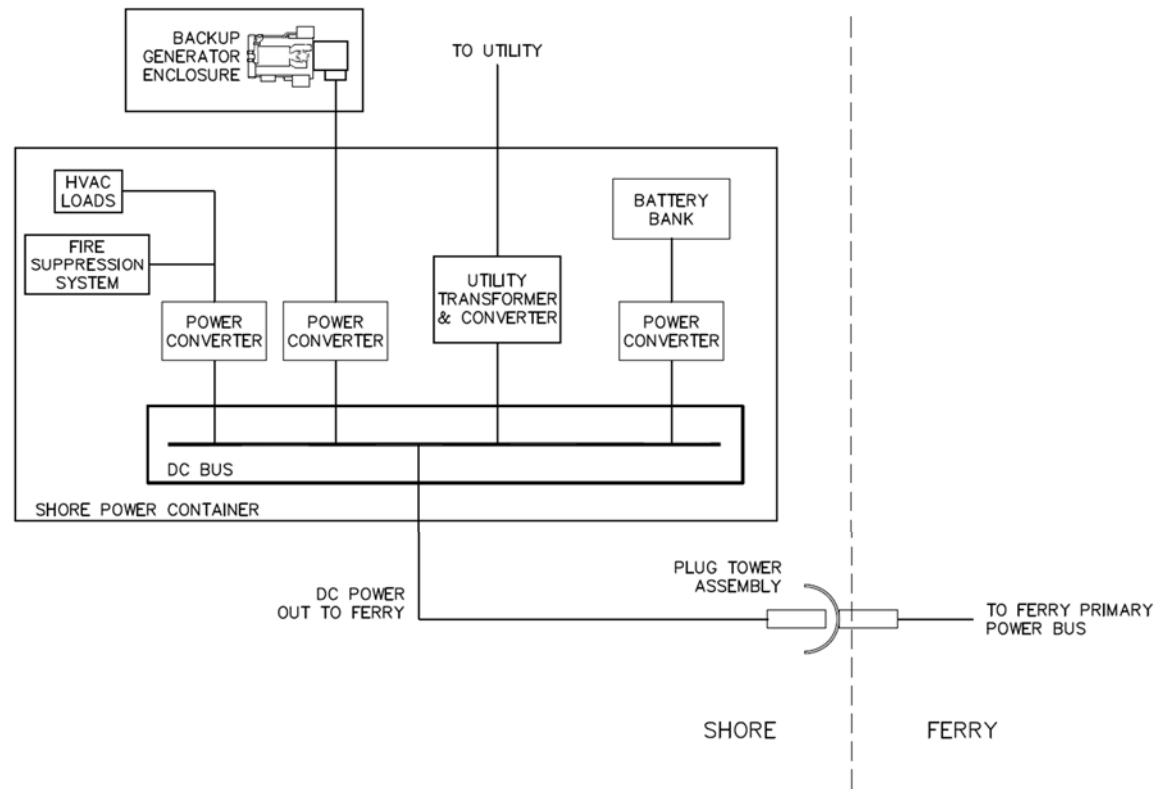 BACKUP
GENERATOR
ENCLOSURE
TO UTILITY
HVAC
LOADS
FIRE
SUPPRESSION
SYSTEM
BATTERY
BANK
UTILITY
TRANSFORMER
& CONVERTER
POWER
CONVERTER
POWER
CONVERTER
POWER
CONVERTER
DC BUS
SHORE POWER CONTAINER
DC POWER
OUT TO FERRY
PLUG TOWER
ASSEMBLY
TO FERRY PRIMARY
POWER BUS
SHORE
FERRY